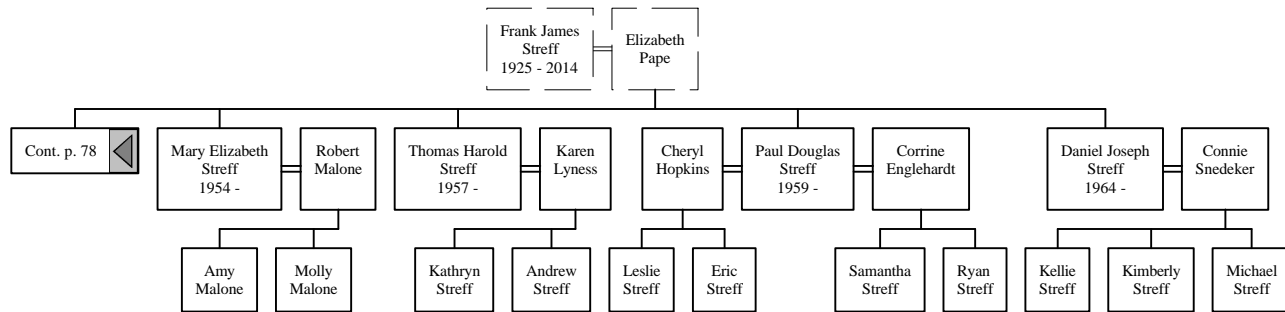 Frank James
Streff
1925 - 2014
Elizabeth
Pape
Cont. p. 78
Mary Elizabeth
Streff
1954 -
Robert
Malone
Thomas Harold
Streff
1957 -
Karen
Lyness
Cheryl
Hopkins
Paul Douglas
Streff
1959 -
Corrine
Englehardt
Daniel Joseph
Streff
1964 -
Connie
Snedeker
Amy
Malone
Molly
Malone
Kathryn
Streff
Andrew
Streff
Leslie
Streff
Eric
Streff
Samantha
Streff
Ryan
Streff
Kellie
Streff
Kimberly
Streff
Michael
Streff